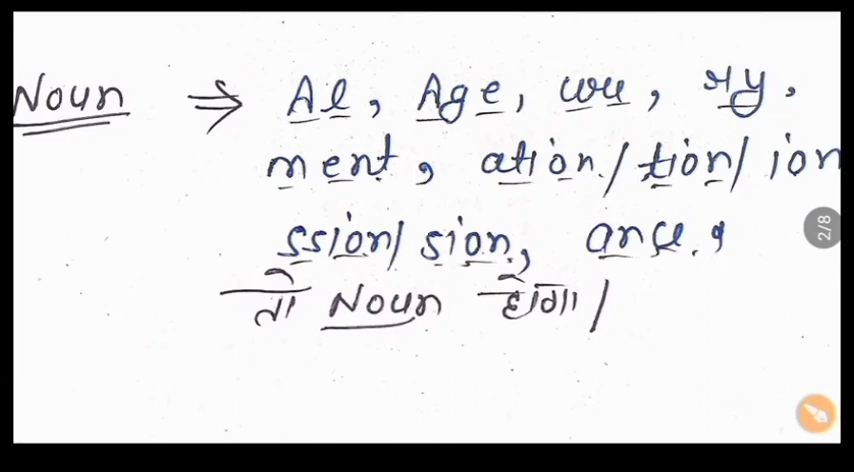 Noun ⇒ Al, Age, ure, ry,
ment, ation/tion/ion
ssion/sion, ance,
तो Noun होगा/
2/8